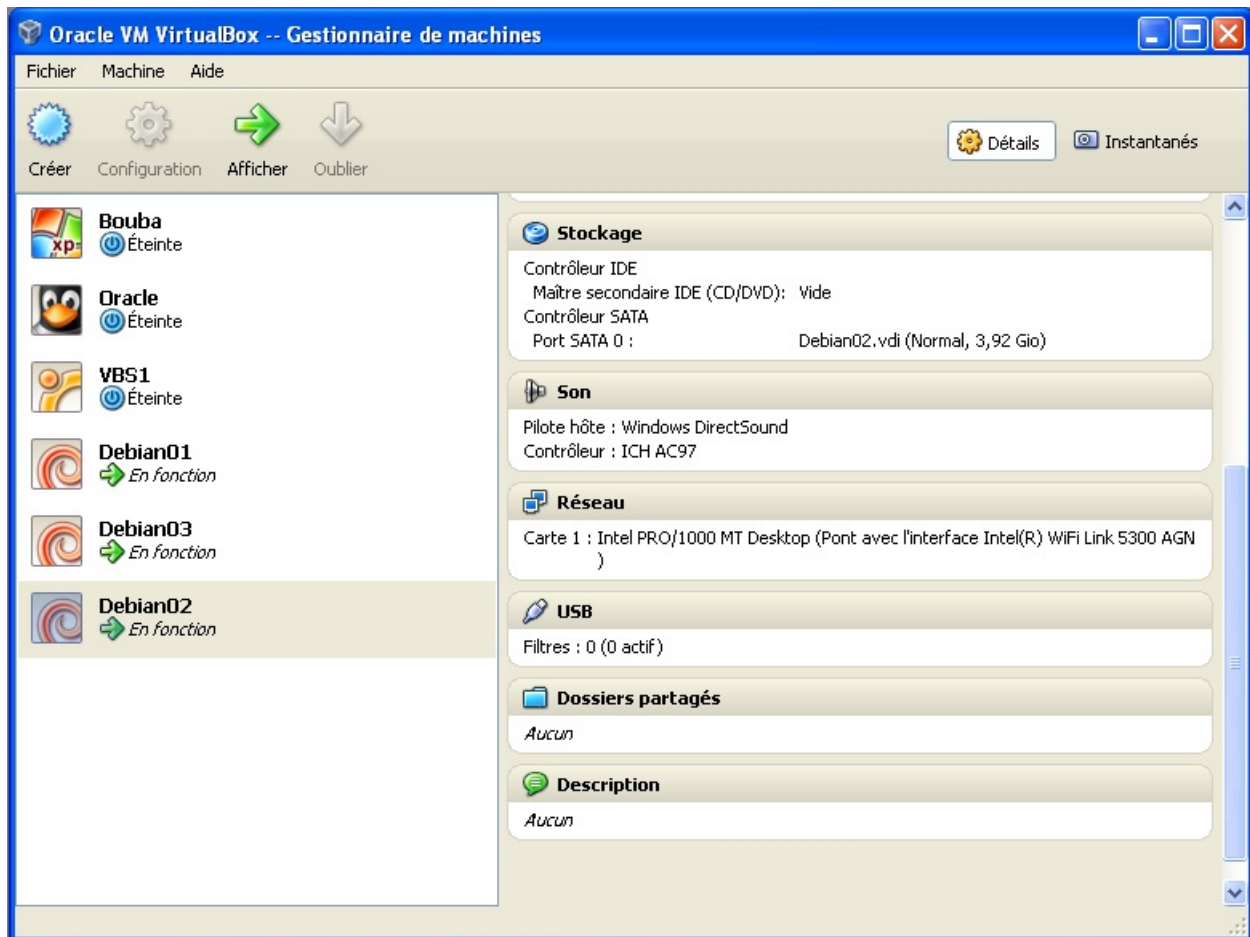 Oracle VM VirtualBox -- Gestionnaire de machines
Fichier Machine Aide
Créer Configuration Afficher Oublier
Détails Instantanés
xp
Bouba
Éteinte
Oracle
Éteinte
VBS1
Éteinte
Debian01
En fonction
Debian03
En fonction
Debian02
En fonction
Stockage
Contrôleur IDE
Maître secondaire IDE (CD/DVD): Vide
Contrôleur SATA
Port SATA 0 : Debian02.vdi (Normal, 3,92 Gio)
Son
Pilote hôte : Windows DirectSound
Contrôleur : ICH AC97
Réseau
Carte 1 : Intel PRO/1000 MT Desktop (Pont avec l'interface Intel(R) WiFi Link 5300 AGN
)
USB
Filtres : 0 (0 actif)
Dossiers partagés
Aucun
Description
Aucun